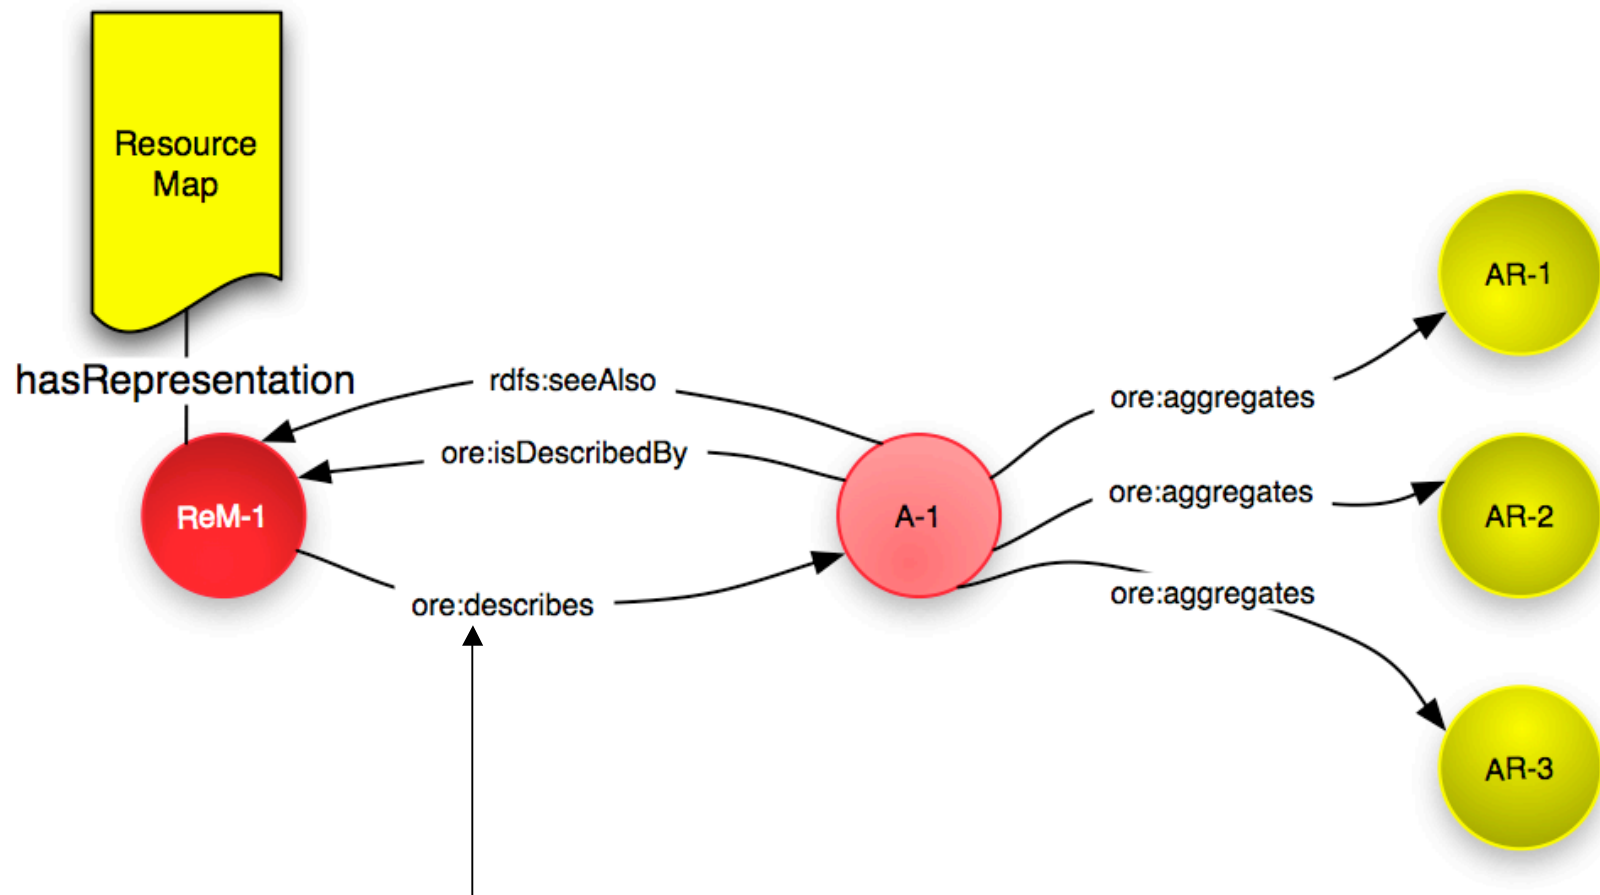 Resource
Map
hasRepresentation
rdfs:seeAlso
ore:isDescribedBy
ReM-1
ore:describes
A-1
ore:aggregates
ore:aggregates
ore:aggregates
AR-1
AR-2
AR-3